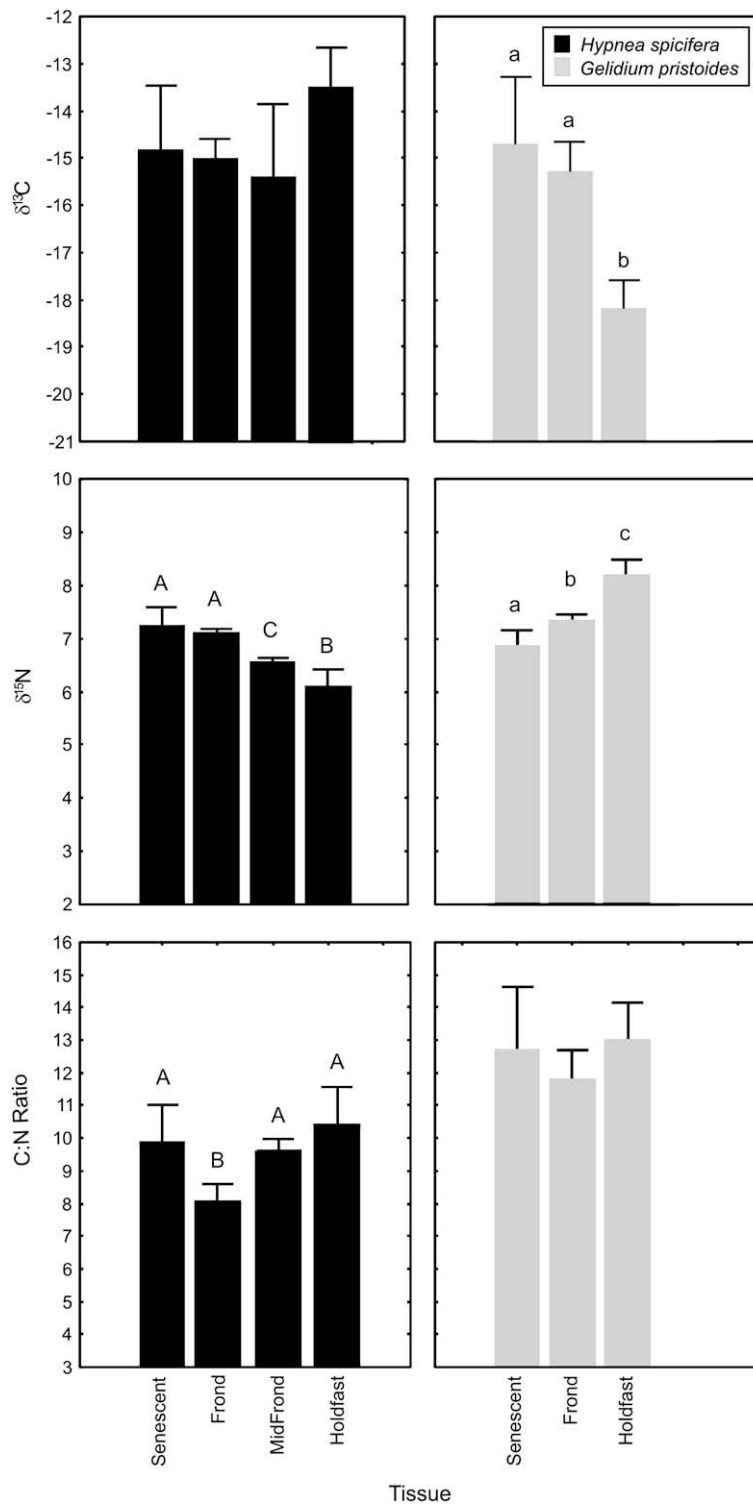 -12
-13
-14
-15
-16
-17
-18
-19
-20
-21
δ¹³C
a
a
b
Hypnea spicifera
Gelidium pristoides
10
9
8
7
6
5
4
3
2
δ¹⁵N
A
A
C
B
a
b
c
16
15
14
13
12
11
10
9
8
7
6
5
4
3
C:N Ratio
A
B
A
A
Senescent
Frond
MidFrond
Holdfast
Senescent
Frond
Holdfast
Tissue